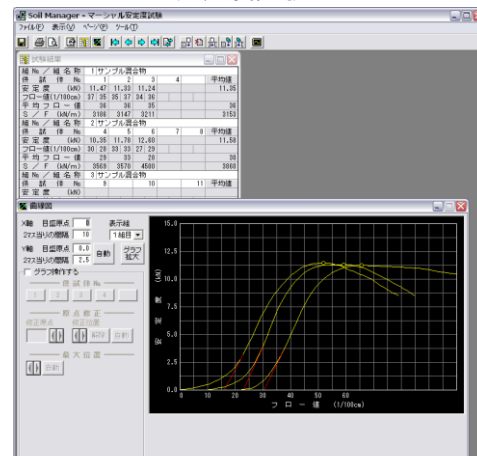 Soil Manager - マーシャル安定度試験
ファイル(F) 表示(V) ページ(P) ツール(T)
試験結果
組 No / 組 名 称 1 サンプル混合物
供 試 体 No 1 2 3 4 平均値
安 定 度 (kN) 11.47 11.33 11.24 11.35
フロー値(1/100cm) 37 35 35 37 34 36
平 均 フ ロ ー 値 36 36 35 36
S / F (kN/m) 3186 3147 3211 3153
組 No / 組 名 称 2 サンプル混合物
供 試 体 No 4 5 6 7 8 平均値
安 定 度 (kN) 10.35 11.78 12.60 11.58
フロー値(1/100cm) 30 28 33 33 27 29
平 均 フ ロ ー 値 29 33 28 30
S / F (kN/m) 3569 3570 4500 3860
組 No / 組 名 称 3 サンプル混合物
供 試 体 No 9 10 11 平均値
安 定 度 (kN)
曲線図
X軸 目盛原点 0 表示組
2マス当りの間隔 10 1組目
Y軸 目盛原点 0.0 自動 グラフ拡大
2マス当りの間隔 2.5
グラフ操作する
供 試 体 No
1 2 3 4
原 点 修 正
修正原点 修正位置
解除 自動
最 大 位 置
自動
15.0
12.5
10.0
7.5
5.0
2.5
0.0
安 定 度 (kN)
0 10 20 30 40 50 60
フ ロ ー 値 (1/100cm)